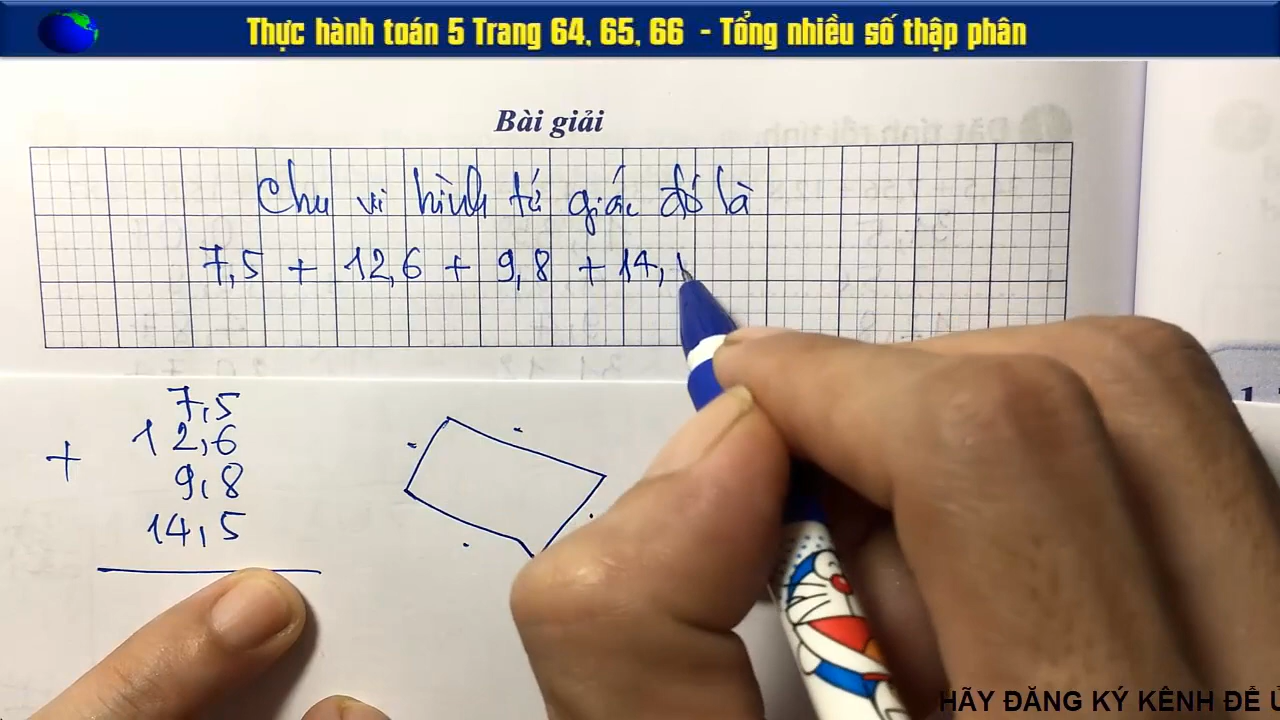 Thực hành toán 5 Trang 64, 65, 66 - Tổng nhiều số thập phân
Bài giải
Chu vi hình tứ giác đó là
7,5 + 12,6 + 9,8 + 14,
7,5
12,6
+
9,8
14,5
HÃY ĐĂNG KÝ KÊNH ĐỂ